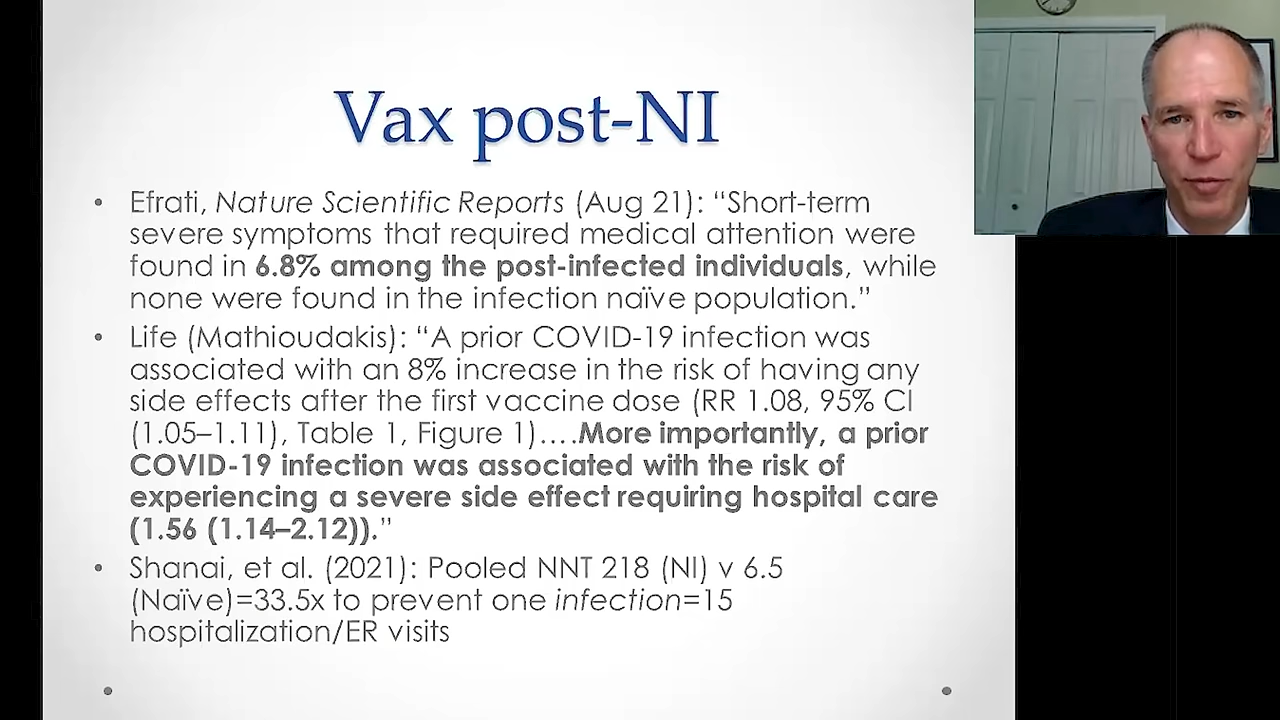 Vax post-NI
• Efrati, Nature Scientific Reports (Aug 21): “Short-term
severe symptoms that required medical attention were
found in 6.8% among the post-infected individuals, while
none were found in the infection naïve population.”
• Life (Mathioudakis): “A prior COVID-19 infection was
associated with an 8% increase in the risk of having any
side effects after the first vaccine dose (RR 1.08, 95% CI
(1.05–1.11), Table 1, Figure 1)….More importantly, a prior
COVID-19 infection was associated with the risk of
experiencing a severe side effect requiring hospital care
(1.56 (1.14–2.12)).”
• Shanai, et al. (2021): Pooled NNT 218 (NI) v 6.5
(Naïve)=33.5x to prevent one infection=15
hospitalization/ER visits